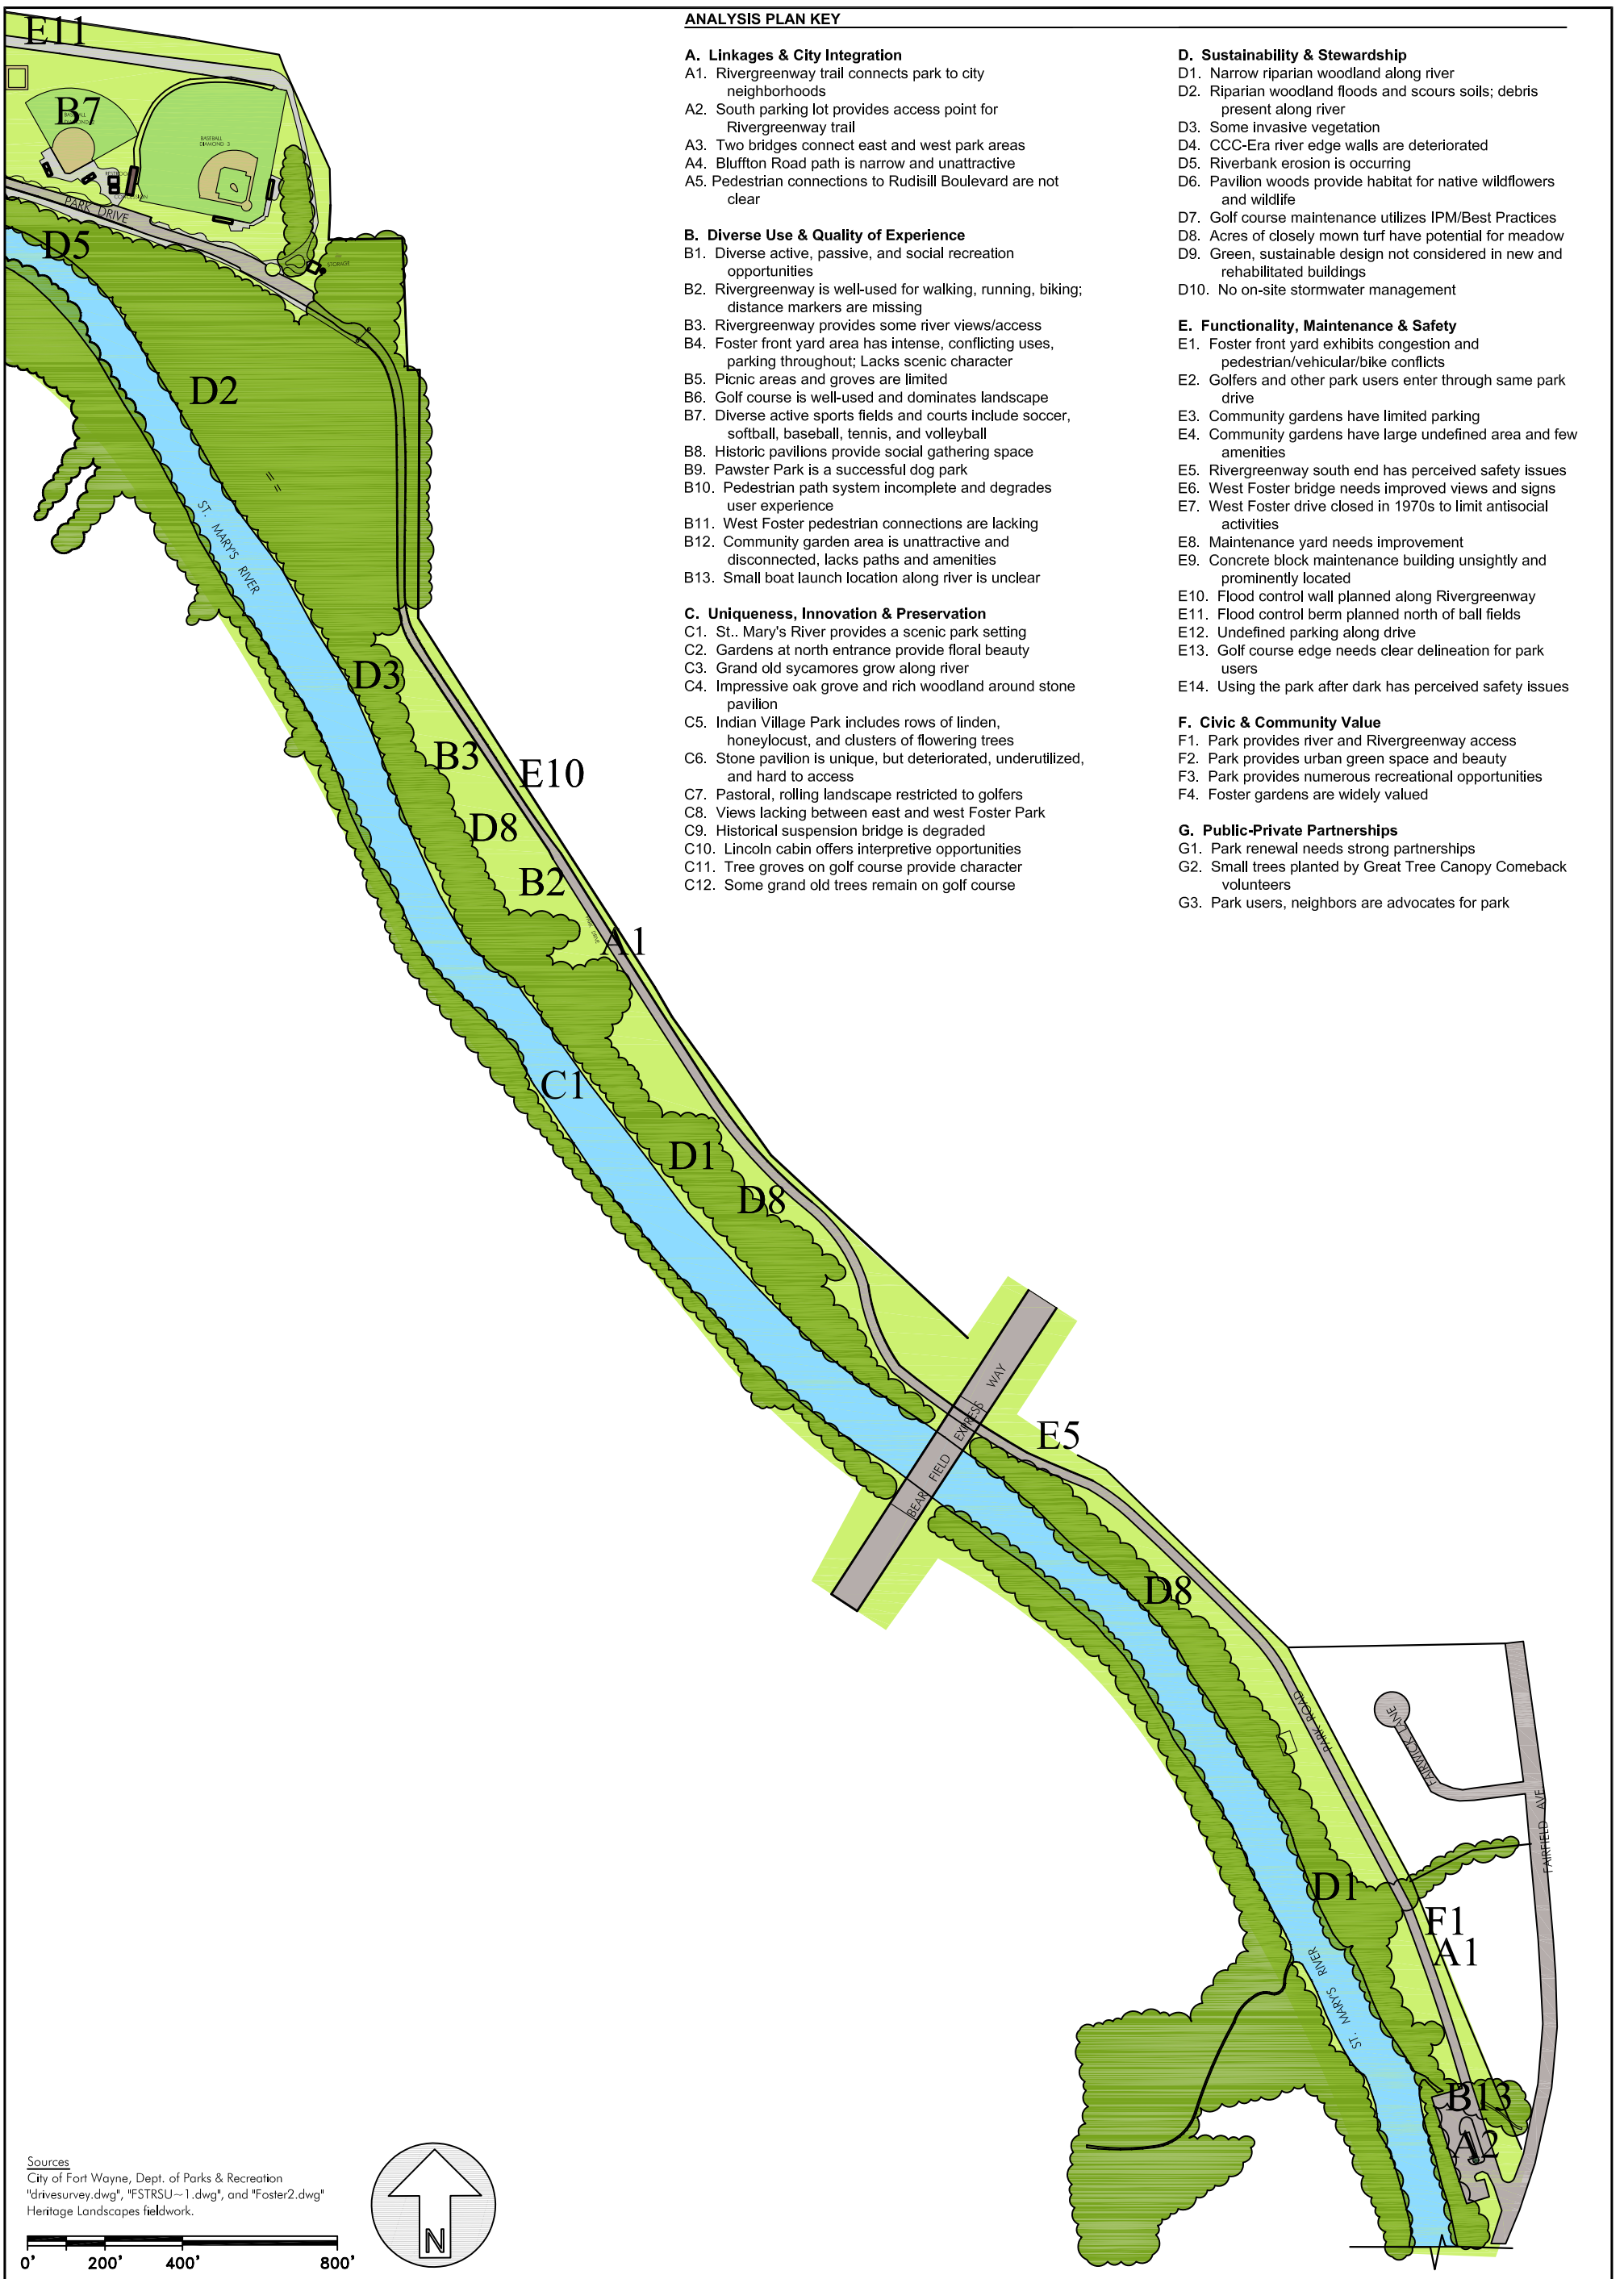 ANALYSIS PLAN KEY
A. Linkages & City Integration
A1. Rivergreenway trail connects park to city
neighborhoods
A2. South parking lot provides access point for
Rivergreenway trail
A3. Two bridges connect east and west park areas
A4. Bluffton Road path is narrow and unattractive
A5. Pedestrian connections to Rudisill Boulevard are not
clear
B. Diverse Use & Quality of Experience
B1. Diverse active, passive, and social recreation
opportunities
B2. Rivergreenway is well-used for walking, running, biking;
distance markers are missing
B3. Rivergreenway provides some river views/access
B4. Foster front yard area has intense, conflicting uses,
parking throughout; Lacks scenic character
B5. Picnic areas and groves are limited
B6. Golf course is well-used and dominates landscape
B7. Diverse active sports fields and courts include soccer,
softball, baseball, tennis, and volleyball
B8. Historic pavilions provide social gathering space
B9. Pawster Park is a successful dog park
B10. Pedestrian path system incomplete and degrades
user experience
B11. West Foster pedestrian connections are lacking
B12. Community garden area is unattractive and
disconnected, lacks paths and amenities
B13. Small boat launch location along river is unclear
C. Uniqueness, Innovation & Preservation
C1. St.. Mary's River provides a scenic park setting
C2. Gardens at north entrance provide floral beauty
C3. Grand old sycamores grow along river
C4. Impressive oak grove and rich woodland around stone
pavilion
C5. Indian Village Park includes rows of linden,
honeylocust, and clusters of flowering trees
C6. Stone pavilion is unique, but deteriorated, underutilized,
and hard to access
C7. Pastoral, rolling landscape restricted to golfers
C8. Views lacking between east and west Foster Park
C9. Historical suspension bridge is degraded
C10. Lincoln cabin offers interpretive opportunities
C11. Tree groves on golf course provide character
C12. Some grand old trees remain on golf course
D. Sustainability & Stewardship
D1. Narrow riparian woodland along river
D2. Riparian woodland floods and scours soils; debris
present along river
D3. Some invasive vegetation
D4. CCC-Era river edge walls are deteriorated
D5. Riverbank erosion is occurring
D6. Pavilion woods provide habitat for native wildflowers
and wildlife
D7. Golf course maintenance utilizes IPM/Best Practices
D8. Acres of closely mown turf have potential for meadow
D9. Green, sustainable design not considered in new and
rehabilitated buildings
D10. No on-site stormwater management
E. Functionality, Maintenance & Safety
E1. Foster front yard exhibits congestion and
pedestrian/vehicular/bike conflicts
E2. Golfers and other park users enter through same park
drive
E3. Community gardens have limited parking
E4. Community gardens have large undefined area and few
amenities
E5. Rivergreenway south end has perceived safety issues
E6. West Foster bridge needs improved views and signs
E7. West Foster drive closed in 1970s to limit antisocial
activities
E8. Maintenance yard needs improvement
E9. Concrete block maintenance building unsightly and
prominently located
E10. Flood control wall planned along Rivergreenway
E11. Flood control berm planned north of ball fields
E12. Undefined parking along drive
E13. Golf course edge needs clear delineation for park
users
E14. Using the park after dark has perceived safety issues
F. Civic & Community Value
F1. Park provides river and Rivergreenway access
F2. Park provides urban green space and beauty
F3. Park provides numerous recreational opportunities
F4. Foster gardens are widely valued
G. Public-Private Partnerships
G1. Park renewal needs strong partnerships
G2. Small trees planted by Great Tree Canopy Comeback
volunteers
G3. Park users, neighbors are advocates for park
E11
B7
BASEBALL
DIAMOND 3
PARK DRIVE
STORAGE
D5
D2
ST. MARY'S RIVER
D3
B3
E10
D8
B2
A1
C1
D1
D8
BEAR FIELD EXPRESS WAY
E5
D8
PARK ROAD
FAIRWICK LANE
FAIRFIELD AVE
D1
F1
A1
ST. MARY'S RIVER
B13
A2
Sources
City of Fort Wayne, Dept. of Parks & Recreation
"drivesurvey.dwg", "FSTRSU~1.dwg", and "Foster2.dwg"
Heritage Landscapes fieldwork.
0' 200' 400' 800'
N